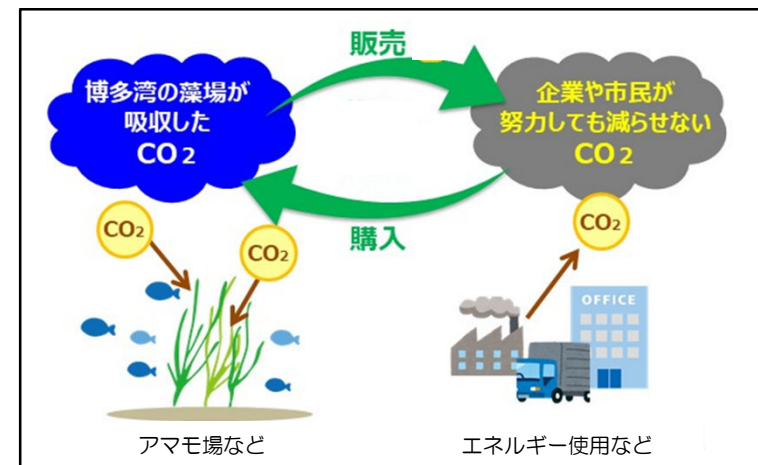 販売
博多湾の藻場が
吸収した
CO2
企業や市民が
努力しても減らせない
CO2
購入
CO2
CO2
CO2
OFFICE
アマモ場など
エネルギー使用など